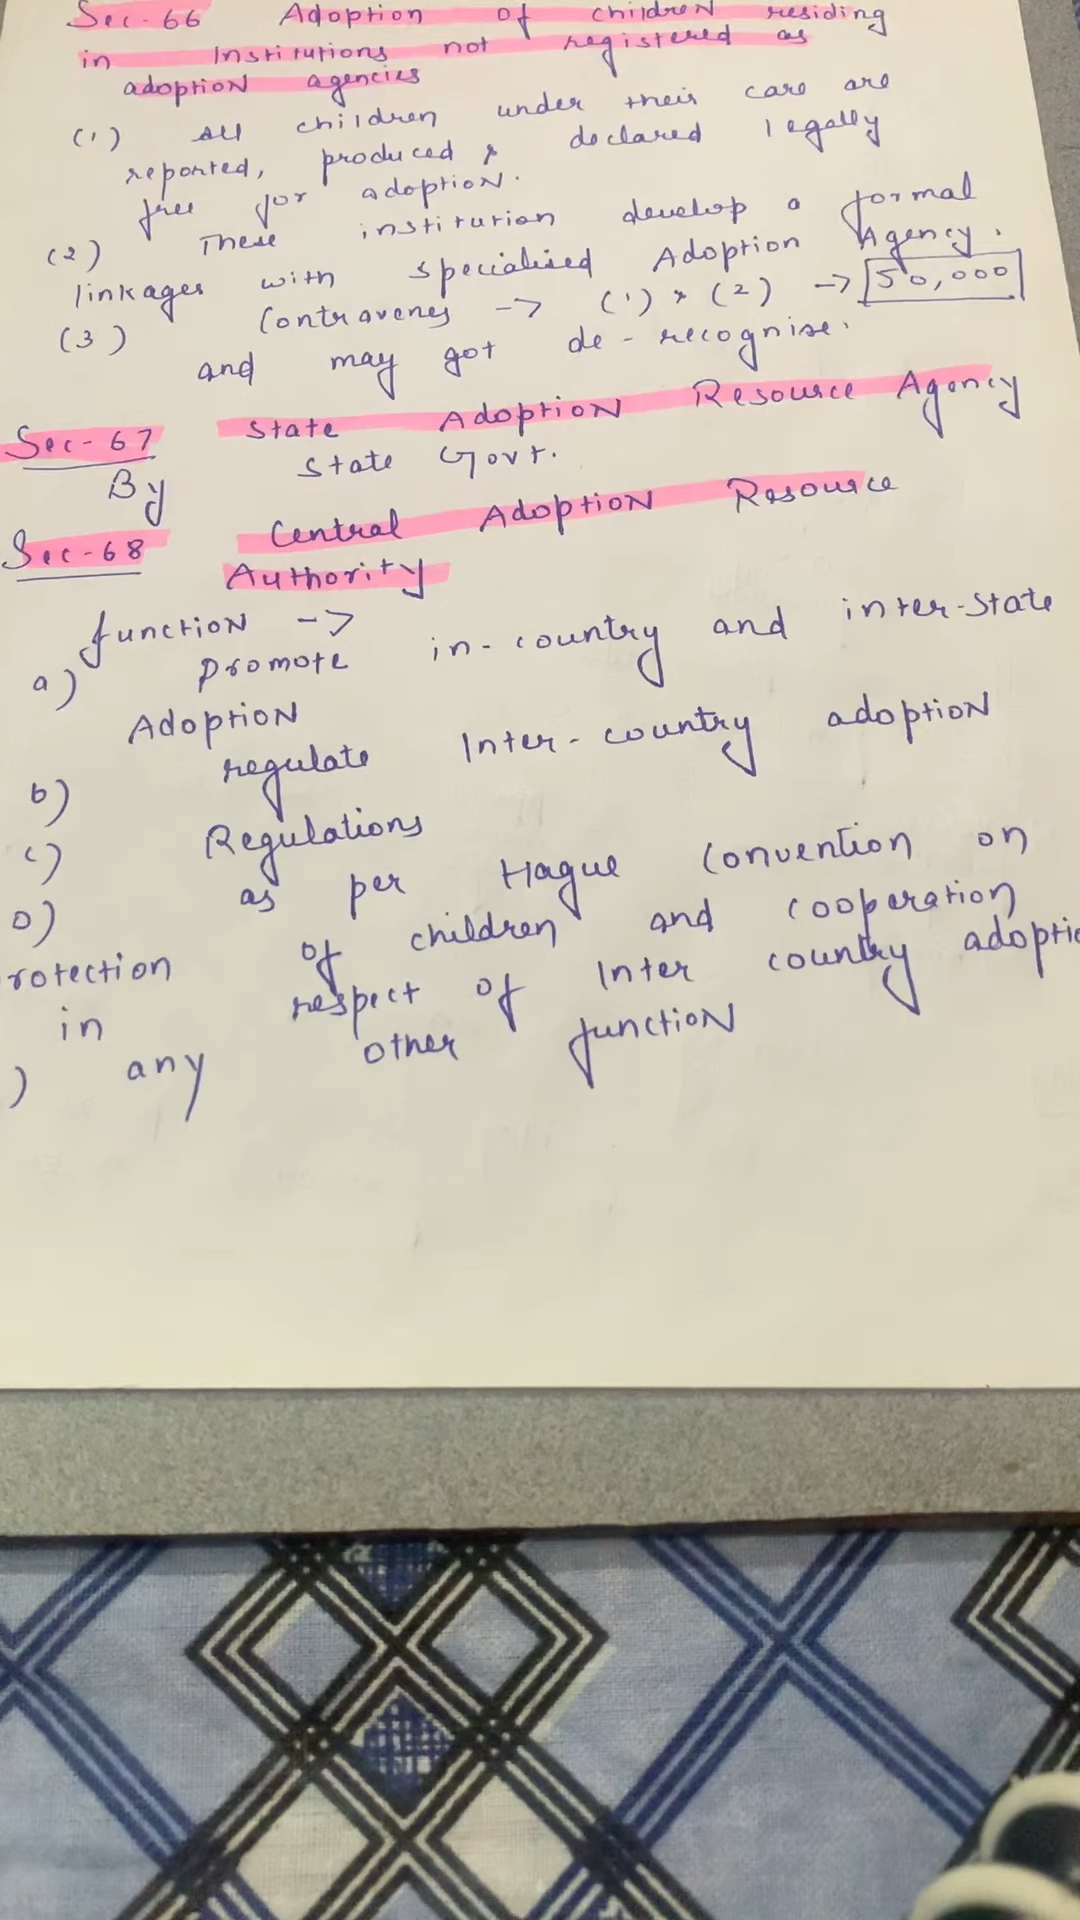 Sec-66 Adoption of children residing
in Institutions not registered as
adoption agencies
(1) All children under their care are
reported, produced & declared legally
free for adoption.
(2) These institution develop a formal
linkages with specialised Adoption Agency.
(3) Contravenes -> (1) & (2) -> 50,000
and may got de-recognise.
Sec-67 State Adoption Resource Agency
By State Govt.
Sec-68 Central Adoption Resource
Authority
function ->
a) promote in-country and inter-state
Adoption
b) regulate Inter-country adoption
c) Regulations
D) as per Hague Convention on
rotection of children and cooperation
in respect of Inter country adoptio
) any other function